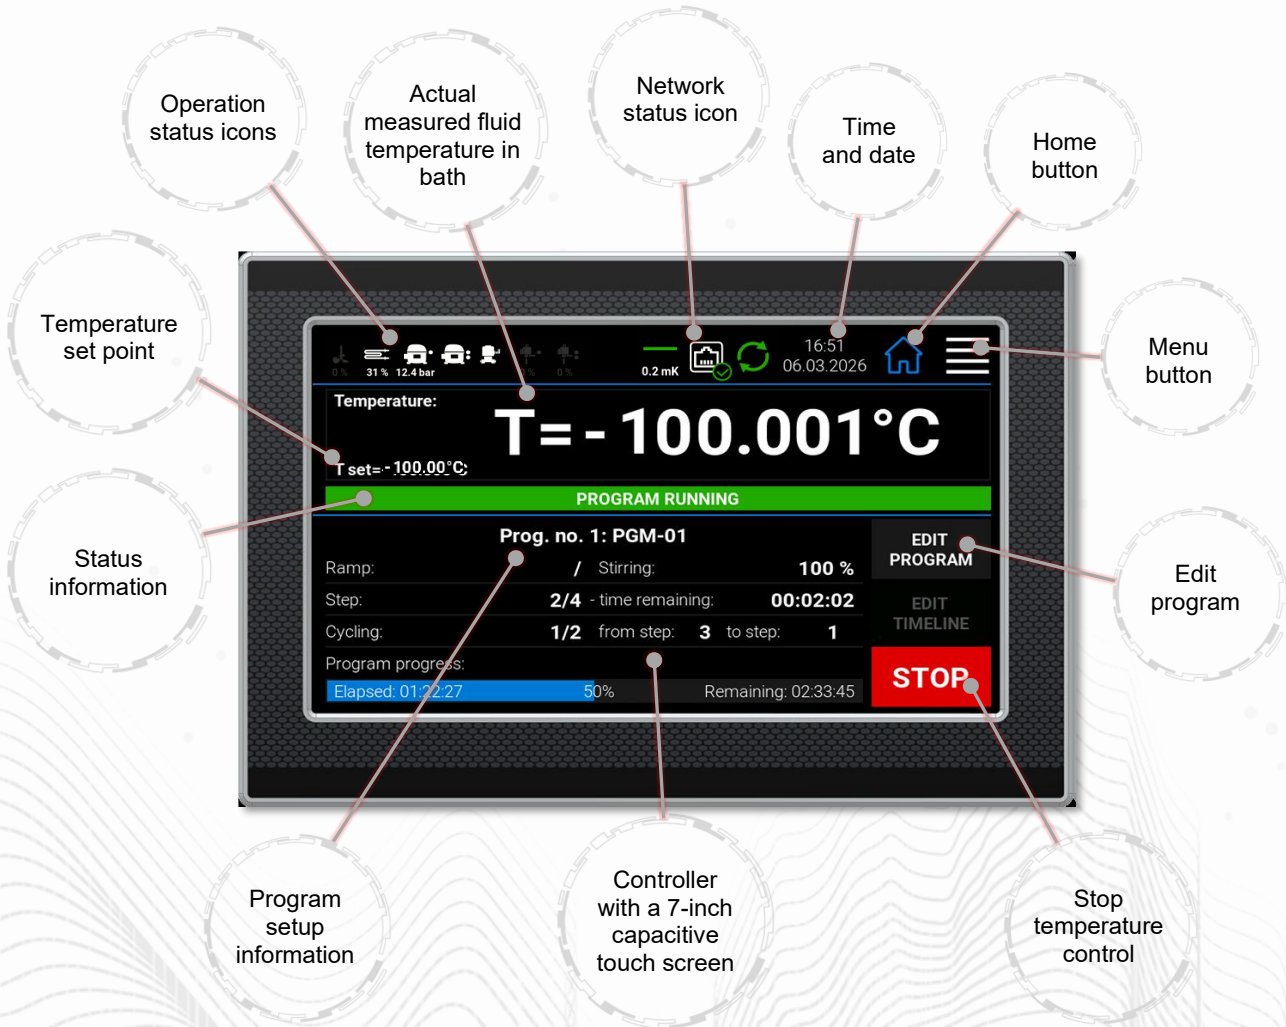 Operation
status icons
Actual
measured fluid
temperature in
bath
Network
status icon
Time
and date
Home
button
Temperature
set point
Menu
button
Status
information
Edit
program
Program
setup
information
Controller
with a 7-inch
capacitive
touch screen
Stop
temperature
control
0 % 31 % 12.4 bar 0 % 0 % 0.2 mK
16:51
06.03.2026
Temperature:
T= - 100.001°C
T set= - 100.00°C
PROGRAM RUNNING
Prog. no. 1: PGM-01
Ramp: / Stirring: 100 %
Step: 2/4 - time remaining: 00:02:02
Cycling: 1/2 from step: 3 to step: 1
Program progress:
Elapsed: 01:22:27 50% Remaining: 02:33:45
EDIT
PROGRAM
EDIT
TIMELINE
STOP